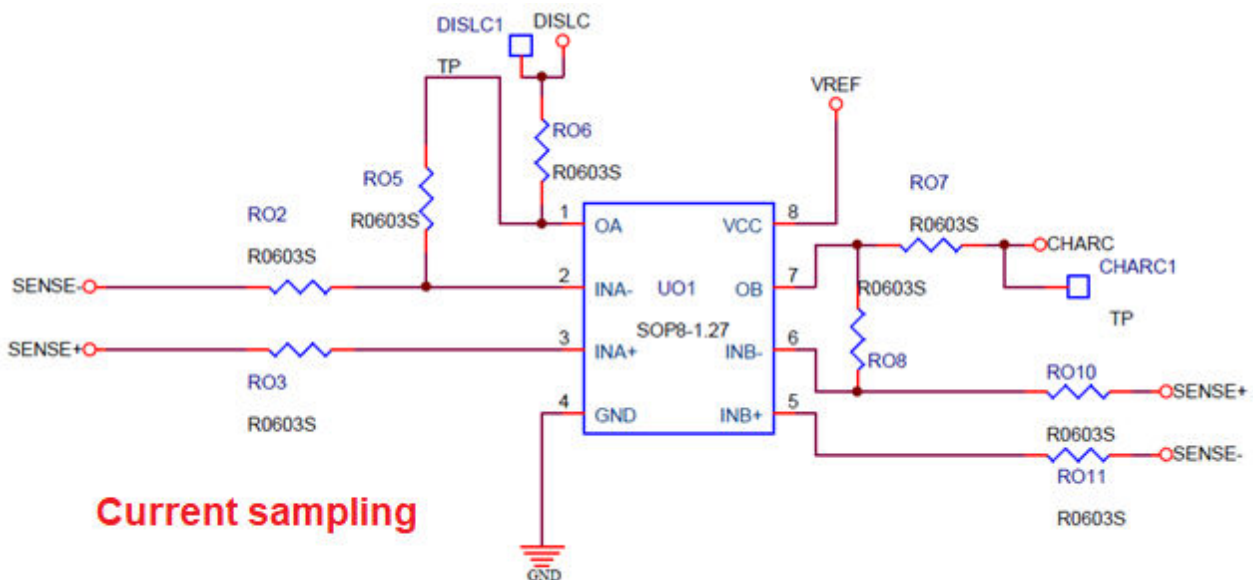 DISLC1 DISLC
TP
VREF
RO6
R0603S
RO5
R0603S
RO7
R0603S
RO2
R0603S
1 OA VCC 8
CHARC
CHARC1
TP
SENSE- 2 INA- UO1 OB 7
R0603S
SOP8-1.27
SENSE+ 3 INA+ INB- 6
RO8
RO3
R0603S
RO10
R0603S
SENSE+
4 GND INB+ 5
SENSE-
RO11
R0603S
Current sampling
GND